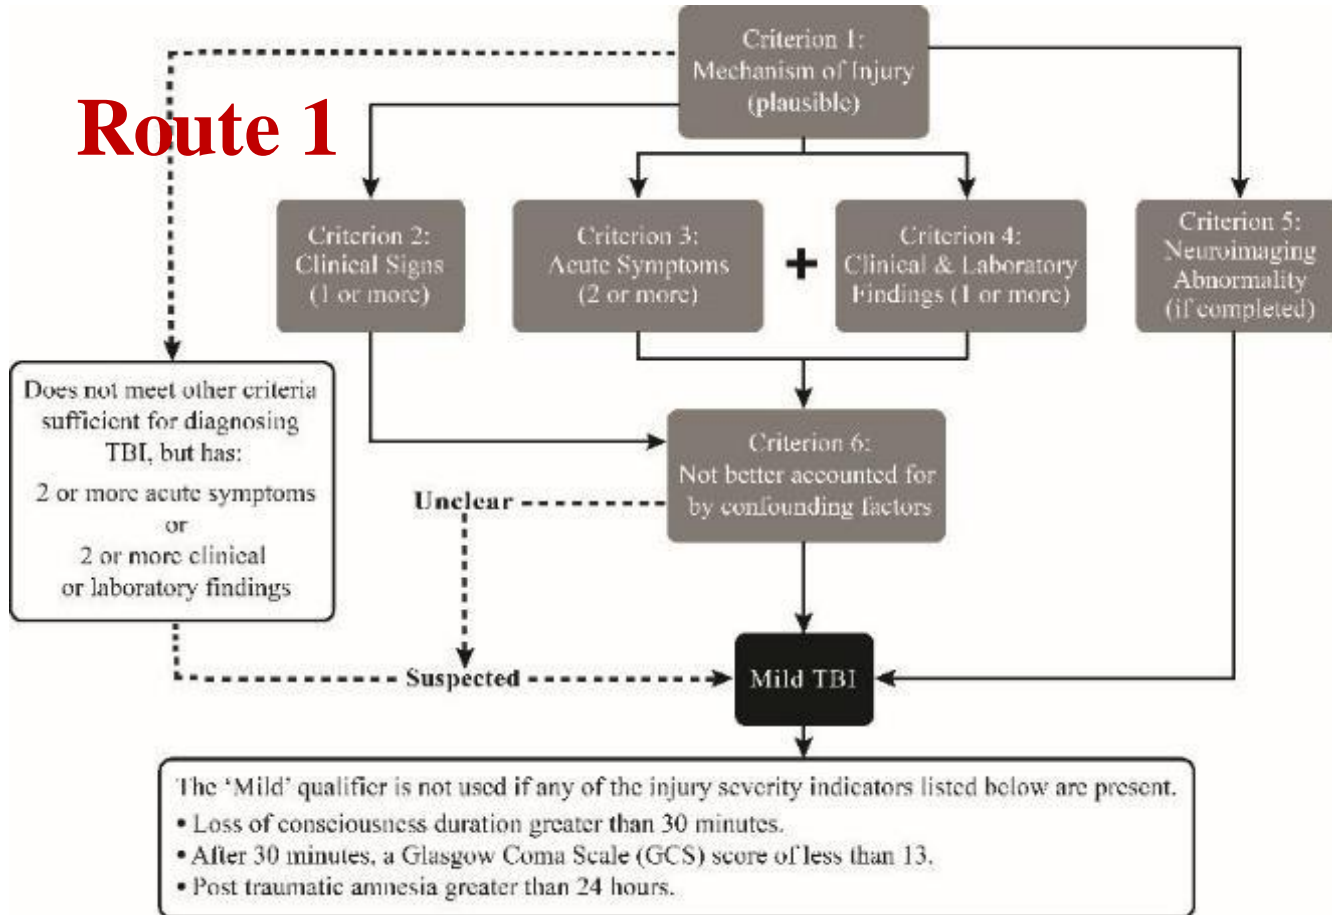 Criterion 1:
Mechanism of Injury
(plausible)
Route 1
Criterion 2:
Clinical Signs
(1 or more)
Criterion 3:
Acute Symptoms
(2 or more)
+
Criterion 4:
Clinical & Laboratory
Findings (1 or more)
Criterion 5:
Neuroimaging
Abnormality
(if completed)
Does not meet other criteria
sufficient for diagnosing
TBI, but has:
2 or more acute symptoms
or
2 or more clinical
or laboratory findings
Criterion 6:
Not better accounted for
by confounding factors
Unclear
Suspected
Mild TBI
The ‘Mild’ qualifier is not used if any of the injury severity indicators listed below are present.
• Loss of consciousness duration greater than 30 minutes.
• After 30 minutes, a Glasgow Coma Scale (GCS) score of less than 13.
• Post traumatic amnesia greater than 24 hours.